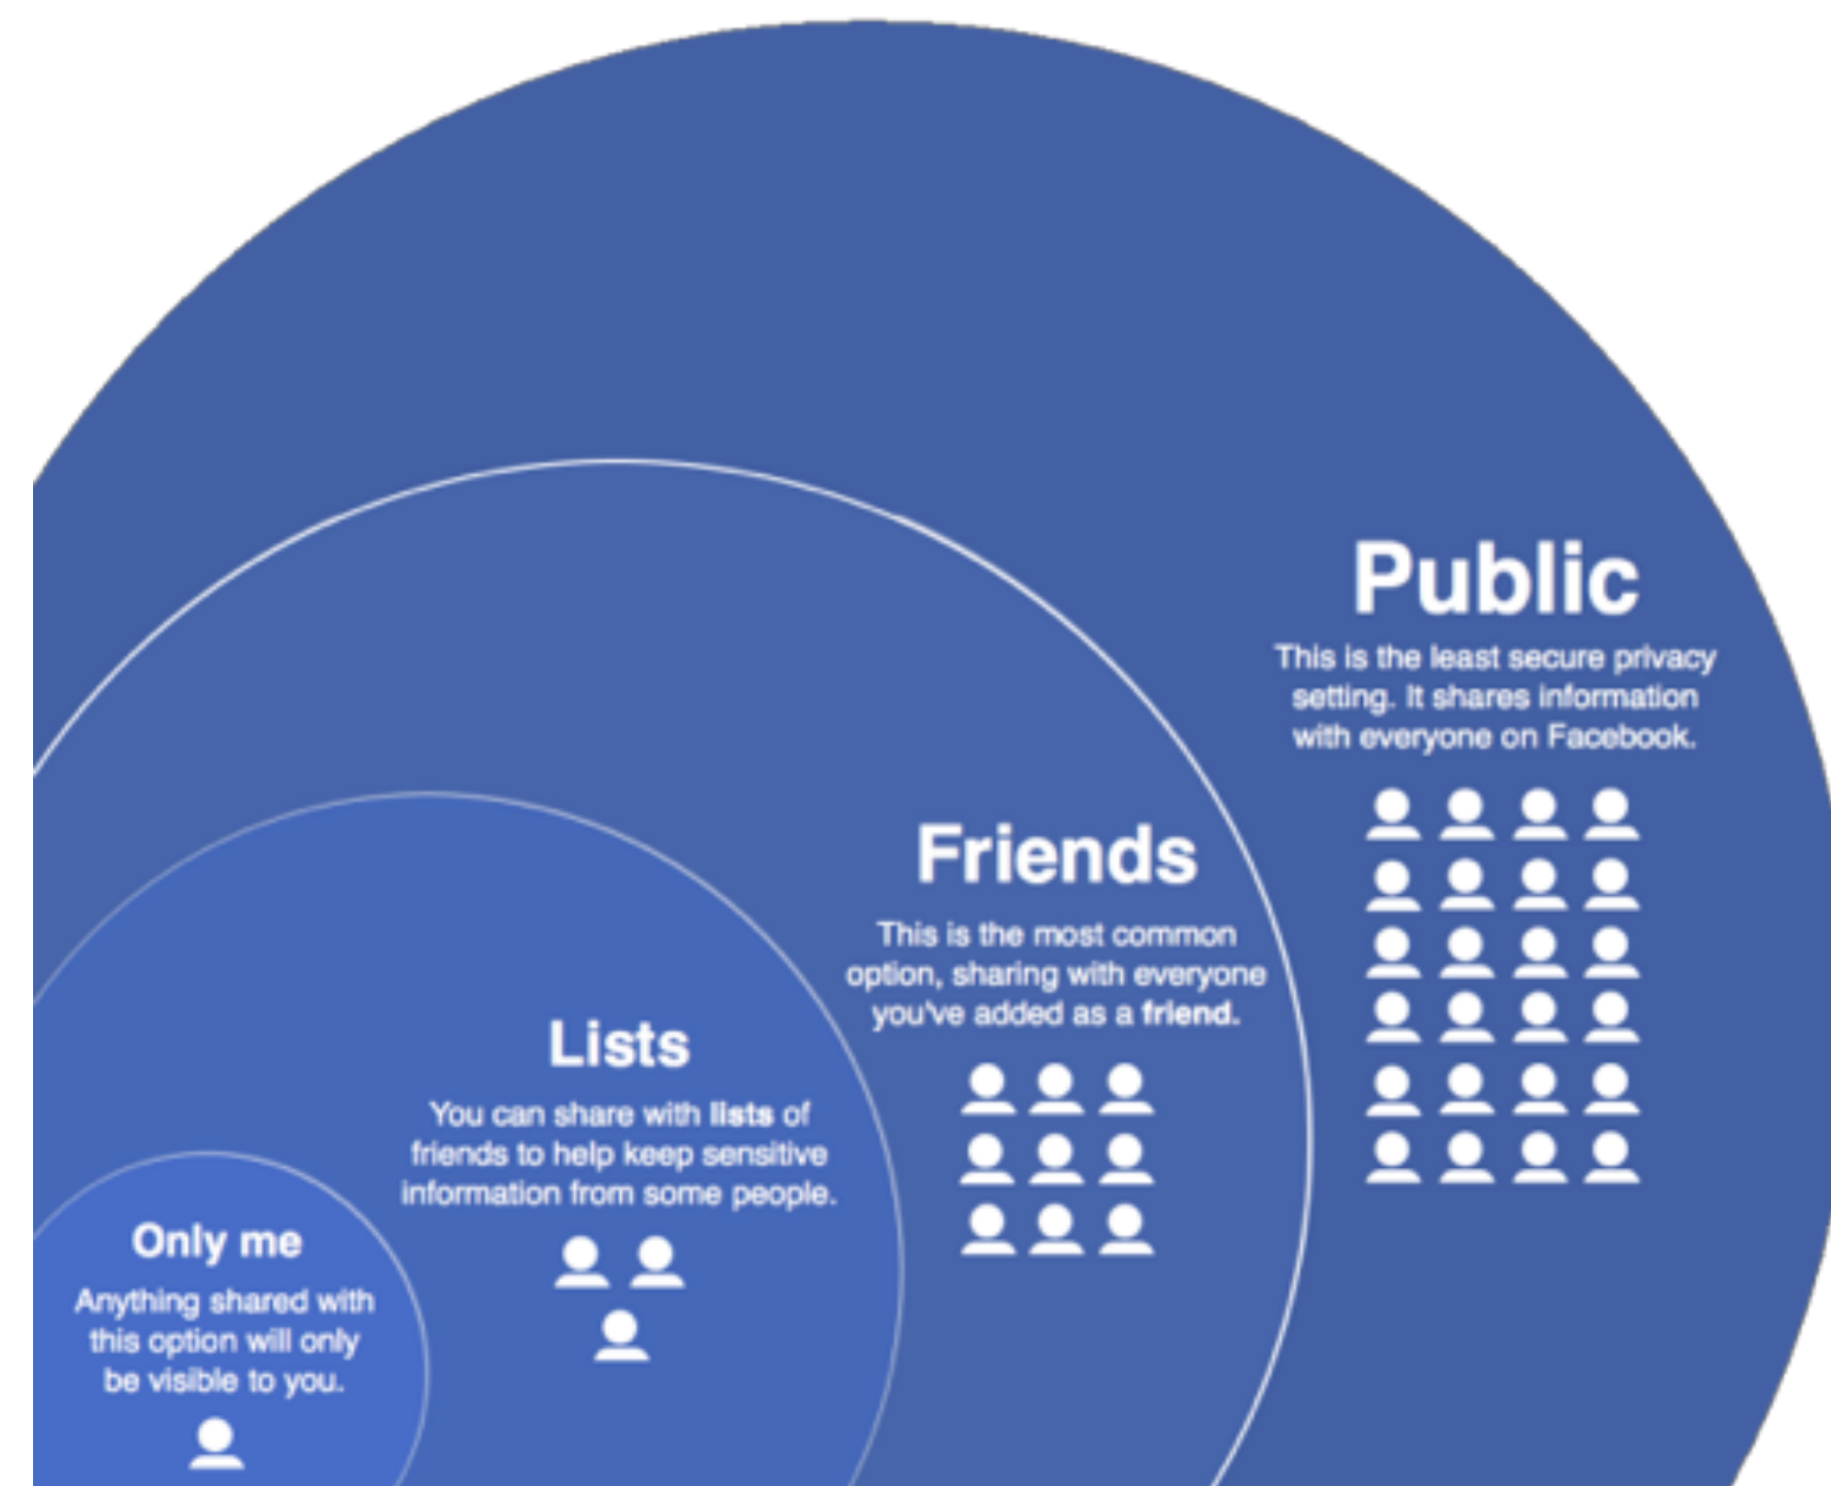 Public
This is the least secure privacy
setting. It shares information
with everyone on Facebook.
Friends
This is the most common
option, sharing with everyone
you've added as a friend.
Lists
You can share with lists of
friends to help keep sensitive
information from some people.
Only me
Anything shared with
this option will only
be visible to you.